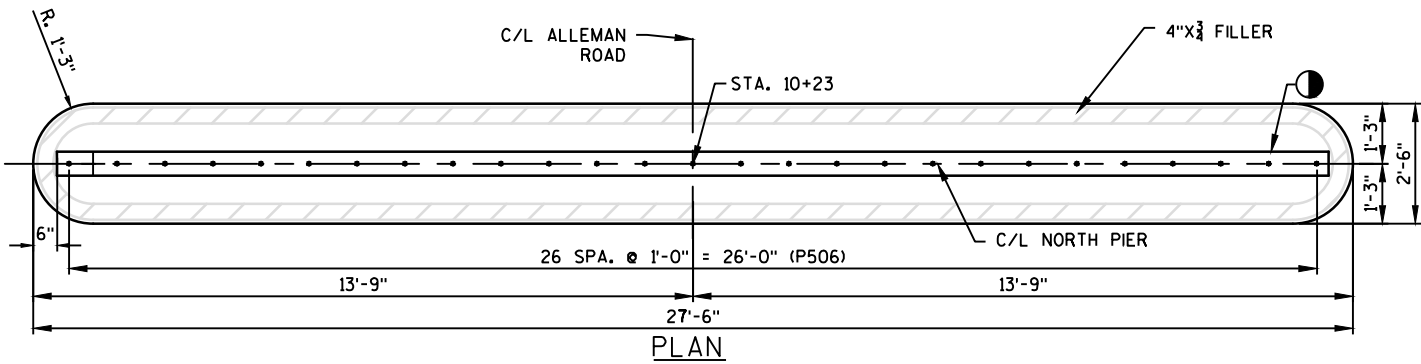 R. 1'-3"
C/L ALLEMAN
ROAD
4"X¾ FILLER
STA. 10+23
1'-3"
2'-6"
1'-3"
6"
C/L NORTH PIER
26 SPA. @ 1'-0" = 26'-0" (P506)
13'-9"
13'-9"
27'-6"
PLAN